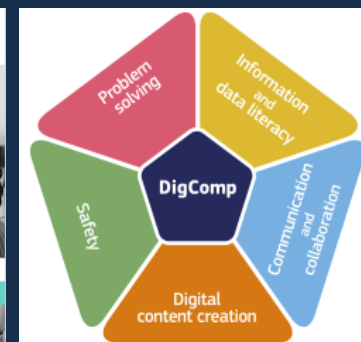 Problem
solving
Information
and
data literacy
DigComp
Safety
Communication
and
collaboration
Digital
content creation